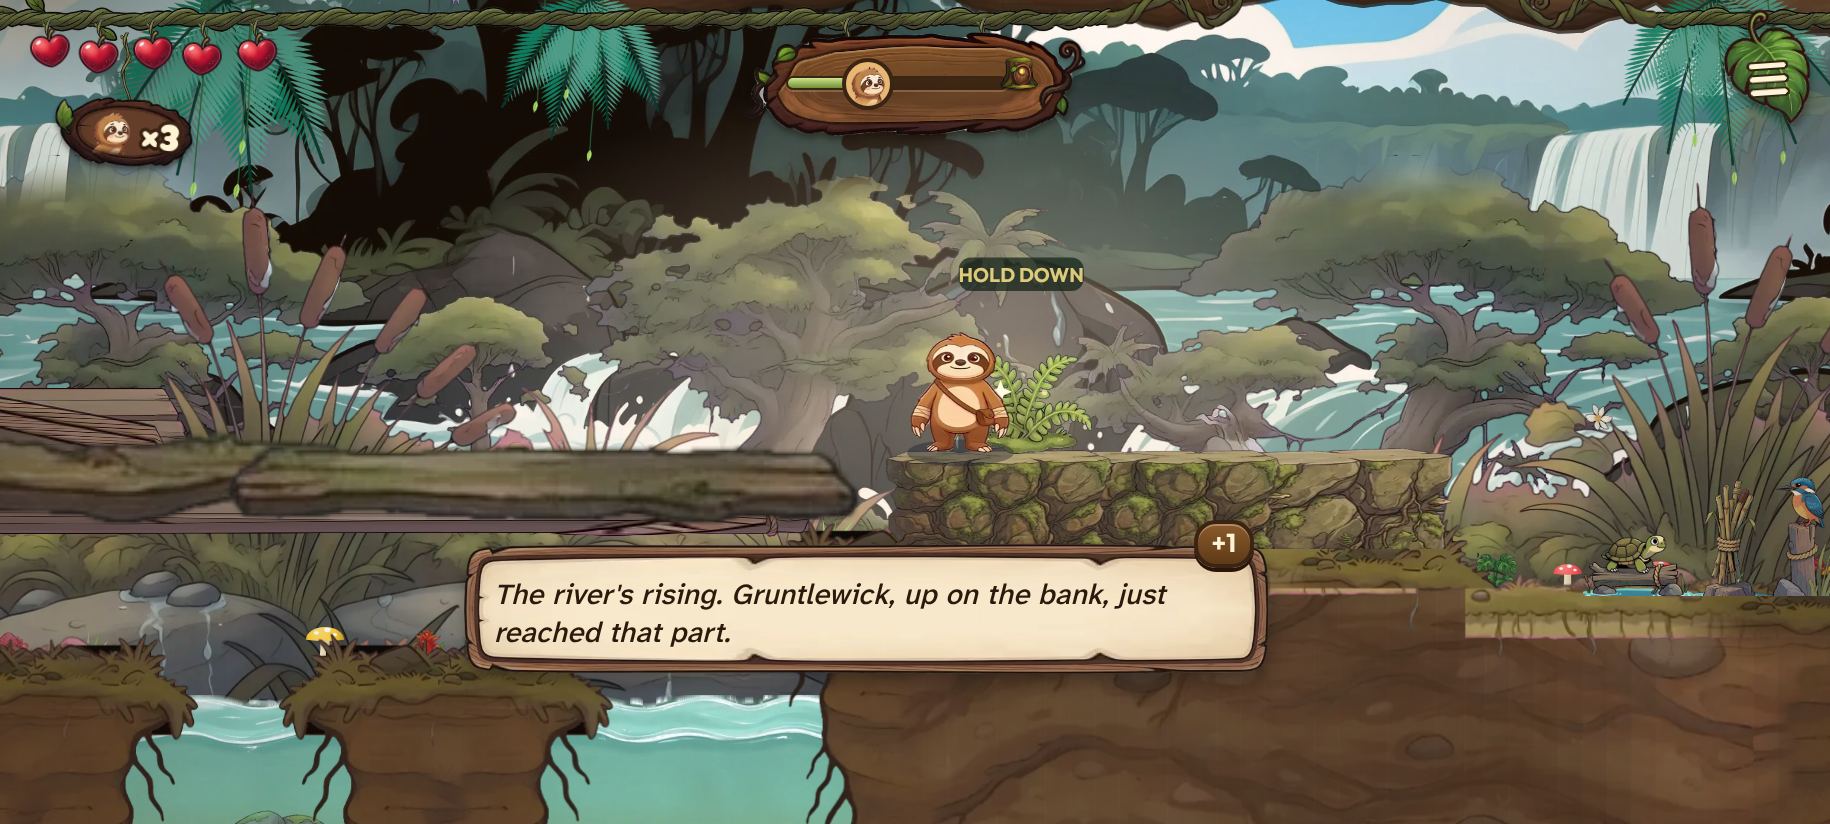 ×3
HOLD DOWN
+1
The river's rising. Gruntlewick, up on the bank, just
reached that part.